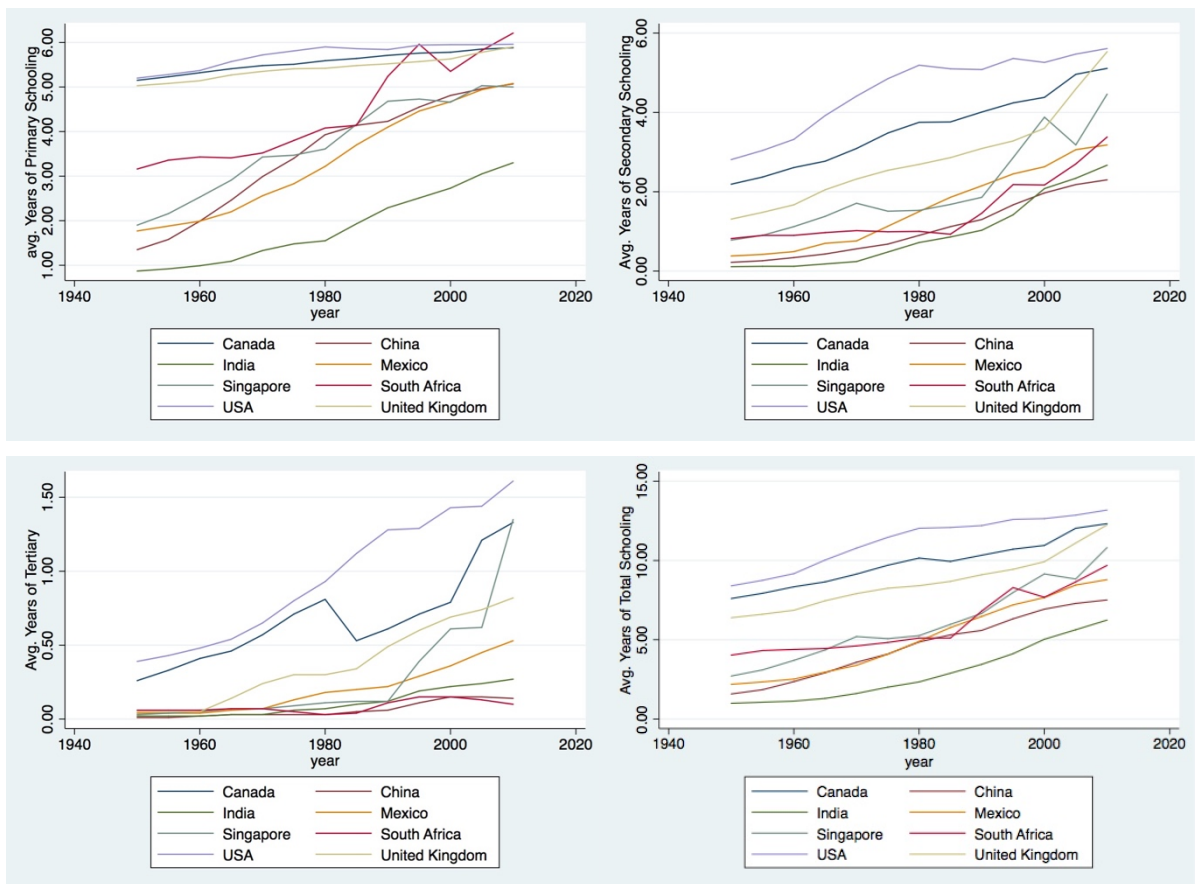 avg. Years of Primary Schooling
6.00
5.00
4.00
3.00
2.00
1.00
1940 1960 1980 2000 2020
year
Canada China
India Mexico
Singapore South Africa
USA United Kingdom
Avg. Years of Secondary Schooling
6.00
4.00
2.00
0.00
1940 1960 1980 2000 2020
year
Canada China
India Mexico
Singapore South Africa
USA United Kingdom
Avg. Years of Tertiary
1.50
1.00
0.50
0.00
1940 1960 1980 2000 2020
year
Canada China
India Mexico
Singapore South Africa
USA United Kingdom
Avg. Years of Total Schooling
15.00
10.00
5.00
0.00
1940 1960 1980 2000 2020
year
Canada China
India Mexico
Singapore South Africa
USA United Kingdom